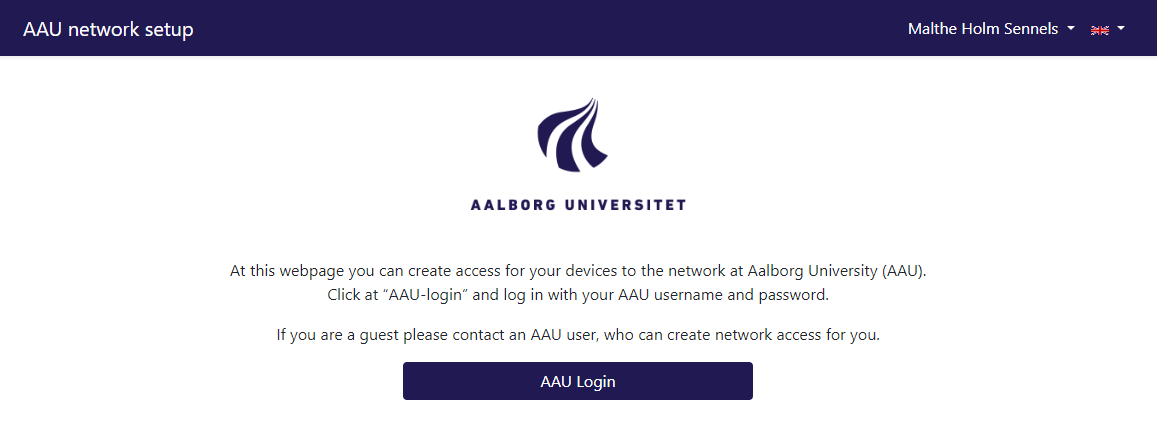 AAU network setup
Malthe Holm Sennels
AALBORG UNIVERSITET
At this webpage you can create access for your devices to the network at Aalborg University (AAU).
Click at “AAU-login” and log in with your AAU username and password.
If you are a guest please contact an AAU user, who can create network access for you.
AAU Login